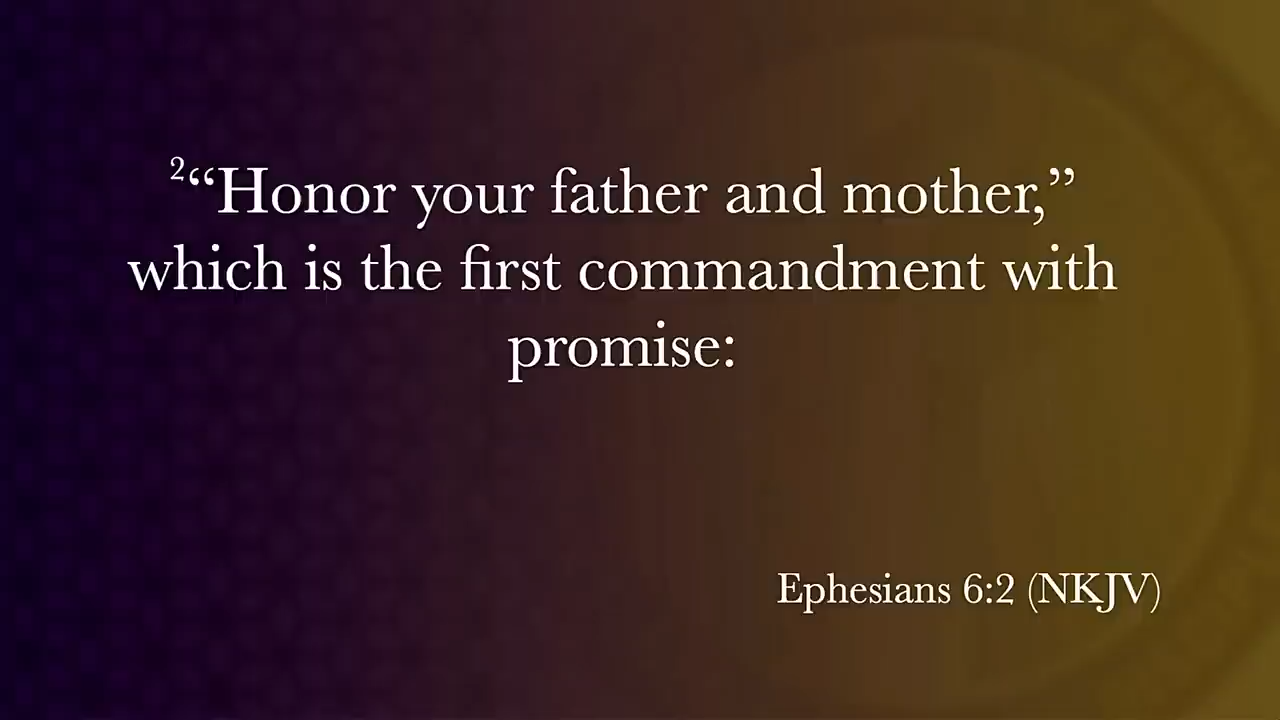 ²“Honor your father and mother,”
which is the first commandment with
promise:
Ephesians 6:2 (NKJV)